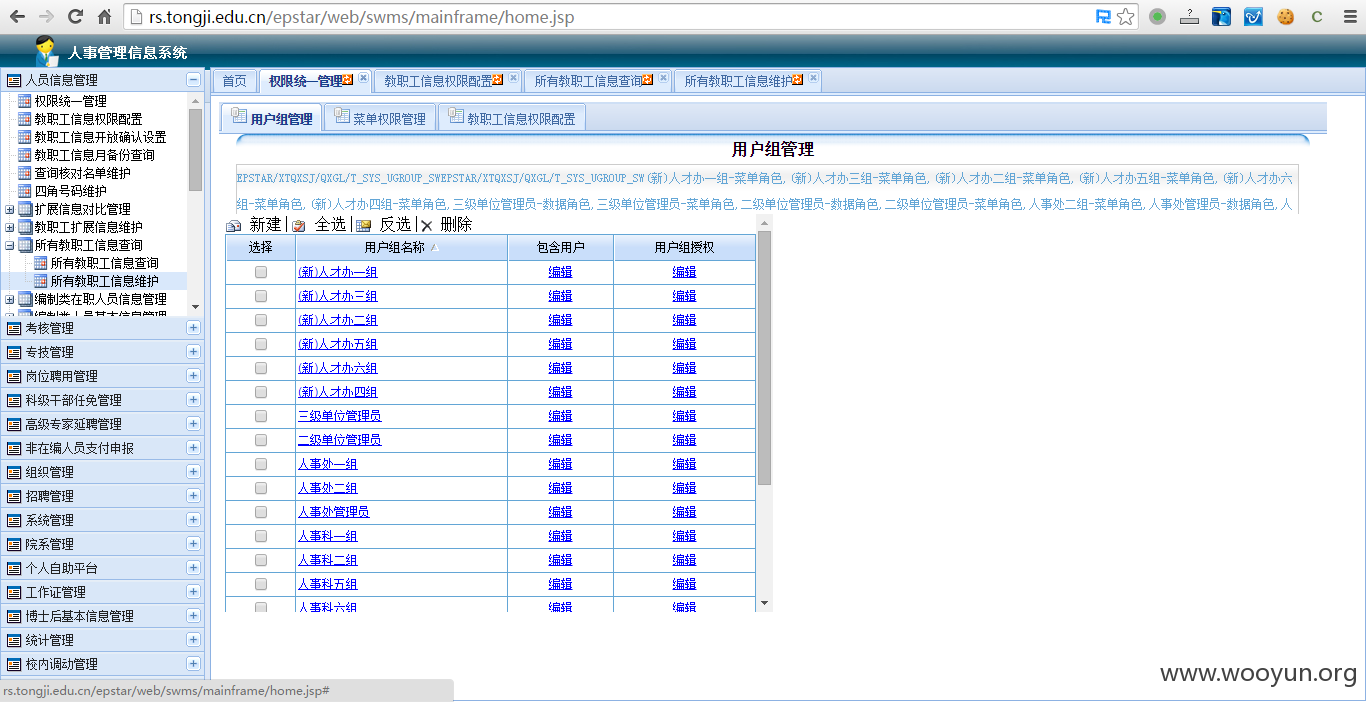 rs.tongji.edu.cn/epstar/web/swms/mainframe/home.jsp
人事管理信息系统
人员信息管理
权限统一管理
教职工信息权限配置
教职工信息开放确认设置
教职工信息月备份查询
查询核对名单维护
四角号码维护
扩展信息对比管理
教职工扩展信息维护
所有教职工信息查询
所有教职工信息查询
所有教职工信息维护
编制类在职人员信息管理
编制类人员基本信息管理
考核管理
专技管理
岗位聘用管理
科级干部任免管理
高级专家延聘管理
非在编人员支付申报
组织管理
招聘管理
系统管理
院系管理
个人自助平台
工作证管理
博士后基本信息管理
统计管理
校内调动管理
rs.tongji.edu.cn/epstar/web/swms/mainframe/home.jsp#
首页 权限统一管理 教职工信息权限配置 所有教职工信息查询 所有教职工信息维护
用户组管理 菜单权限管理 教职工信息权限配置
用户组管理
EPSTAR/XTQXSJ/QXGL/T_SYS_UGROUP_SWEPSTAR/XTQXSJ/QXGL/T_SYS_UGROUP_SW(新)人才办一组-菜单角色, (新)人才办三组-菜单角色, (新)人才办二组-菜单角色, (新)人才办五组-菜单角色, (新)人才办六
组-菜单角色, (新)人才办四组-菜单角色, 三级单位管理员-数据角色, 三级单位管理员-菜单角色, 二级单位管理员-数据角色, 二级单位管理员-菜单角色, 人事处二组-菜单角色, 人事处管理员-数据角色, 人
新建 全选 反选 删除
选择 用户组名称 包含用户 用户组授权
(新)人才办一组 编辑 编辑
(新)人才办三组 编辑 编辑
(新)人才办二组 编辑 编辑
(新)人才办五组 编辑 编辑
(新)人才办六组 编辑 编辑
(新)人才办四组 编辑 编辑
三级单位管理员 编辑 编辑
二级单位管理员 编辑 编辑
人事处一组 编辑 编辑
人事处二组 编辑 编辑
人事处管理员 编辑 编辑
人事科一组 编辑 编辑
人事科二组 编辑 编辑
人事科五组 编辑 编辑
人事科六组 编辑 编辑
www.wooyun.org